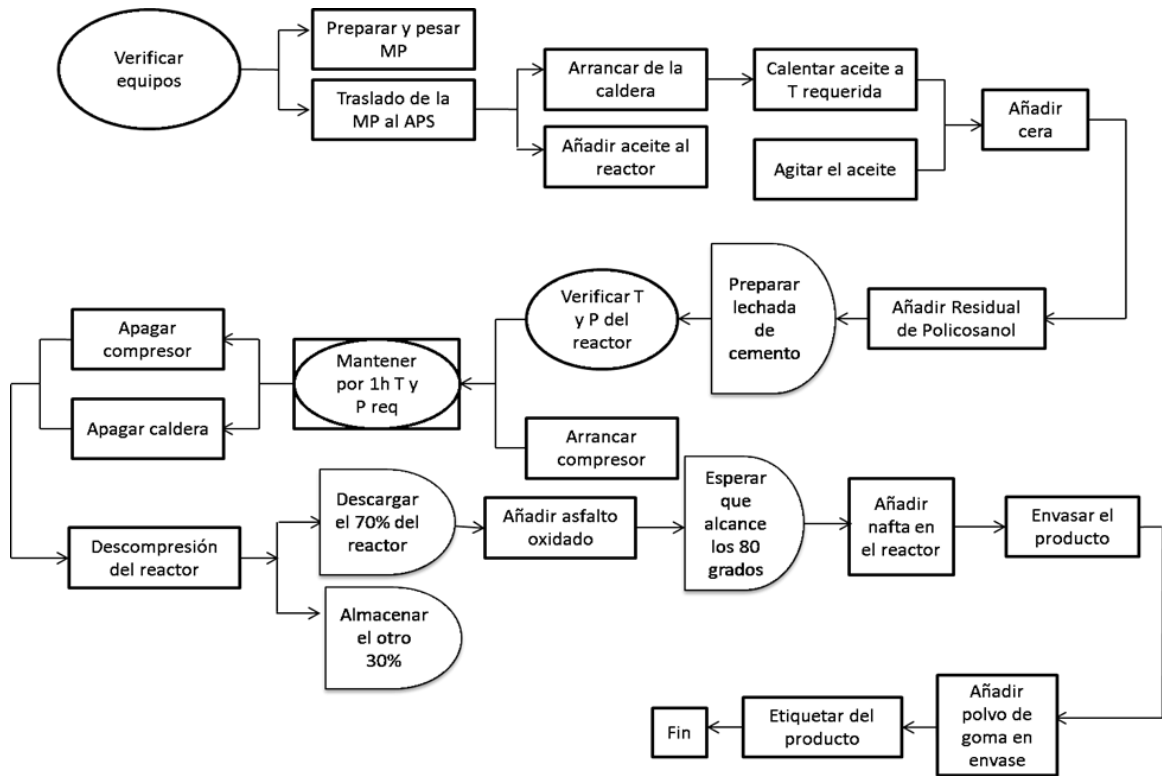 Verificar
equipos
Preparar y pesar
MP
Traslado de la
MP al APS
Arrancar de la
caldera
Añadir aceite al
reactor
Calentar aceite a
T requerida
Agitar el aceite
Añadir
cera
Añadir Residual
de Policosanol
Preparar
lechada
de
cemento
Verificar T
y P del
reactor
Arrancar
compresor
Mantener
por 1h T y
P req
Apagar
compresor
Apagar caldera
Descompresión
del reactor
Descargar
el 70% del
reactor
Almacenar
el otro
30%
Añadir asfalto
oxidado
Esperar
que
alcance
los 80
grados
Añadir
nafta en
el reactor
Envasar el
producto
Añadir
polvo de
goma en
envase
Etiquetar del
producto
Fin